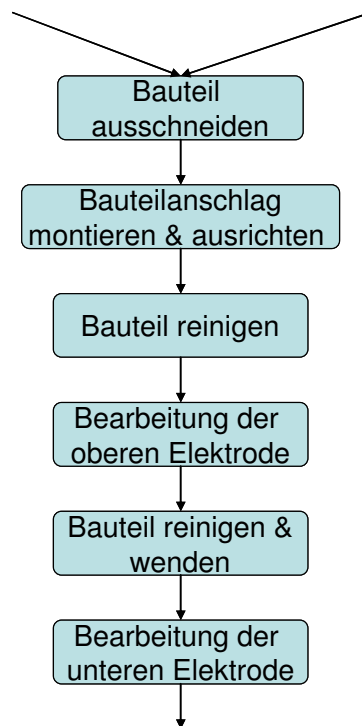 Bauteil
ausschneiden
Bauteilanschlag
montieren & ausrichten
Bauteil reinigen
Bearbeitung der
oberen Elektrode
Bauteil reinigen &
wenden
Bearbeitung der
unteren Elektrode